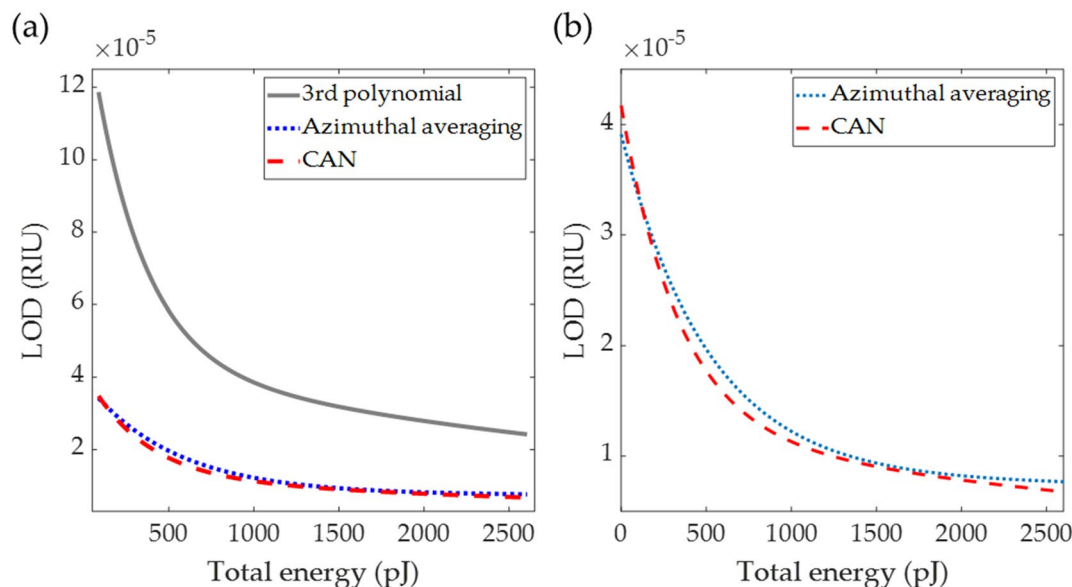 (a)
×10-5
12
10
8
6
4
2
LOD (RIU)
3rd polynomial
Azimuthal averaging
CAN
500 1000 1500 2000 2500
Total energy (pJ)
(b)
×10-5
4
3
2
1
LOD (RIU)
Azimuthal averaging
CAN
0 500 1000 1500 2000 2500
Total energy (pJ)